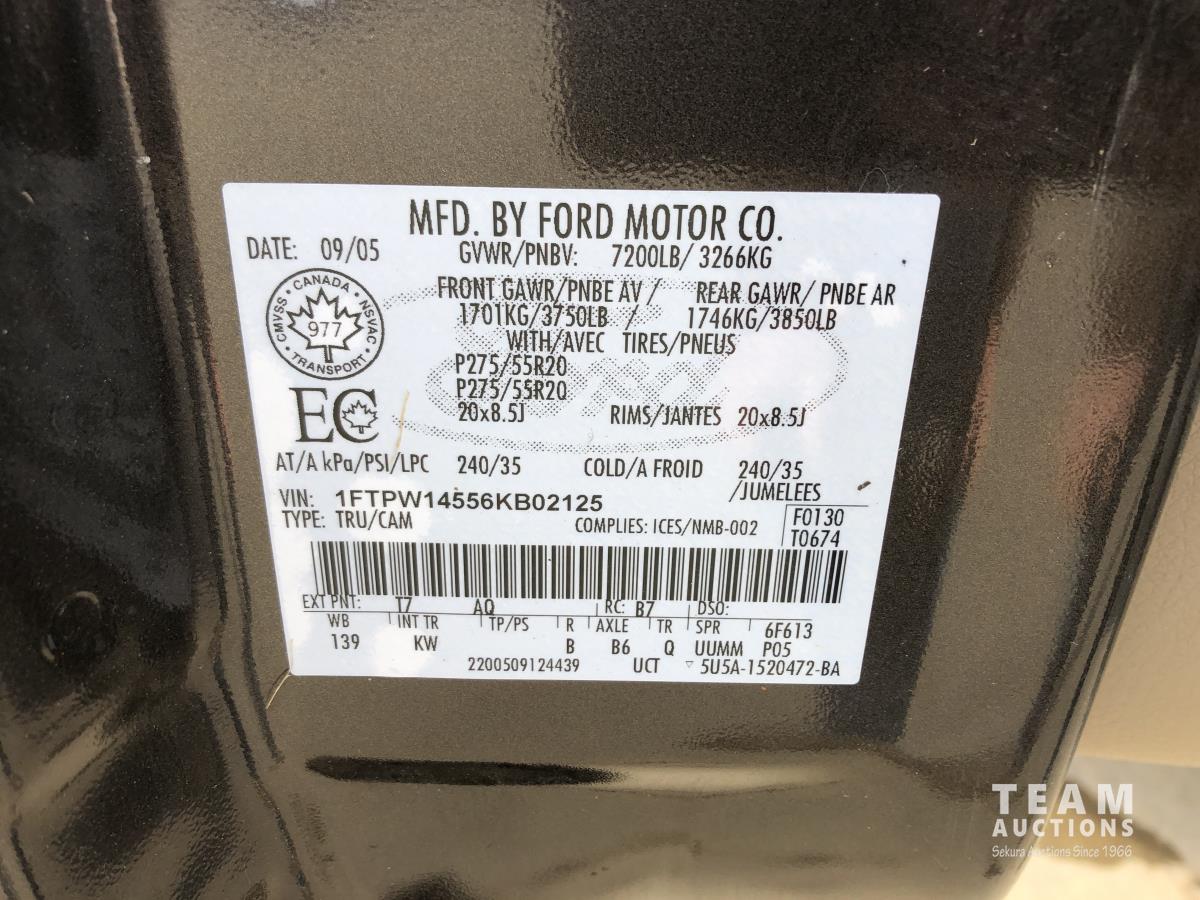 MFD. BY FORD MOTOR CO.
DATE: 09/05 GVWR/PNBV: 7200LB/ 3266KG
FRONT GAWR/PNBE AV / REAR GAWR/ PNBE AR
1701KG/3750LB / 1746KG/3850LB
WITH/AVEC TIRES/PNEUS
CANADA
CMVSS NSVAC
977
TRANSPORT
P275/55R20
P275/55R20
20x8.5J RIMS/JANTES 20x8.5J
EC
AT/A kPa/PSI/LPC 240/35 COLD/A FROID 240/35
/JUMELEES
VIN: 1FTPW14556KB02125
TYPE: TRU/CAM COMPLIES: ICES/NMB-002 F0130
T0674
EXT PNT: T7 AQ RC: B7 DSO:
WB INT TR TP/PS R AXLE TR SPR 6F613
139 KW B B6 Q UUMM P05
2200509124439 UCT ▽ 5U5A-1520472-BA
TEAM
AUCTIONS
Sekura Auctions Since 1966